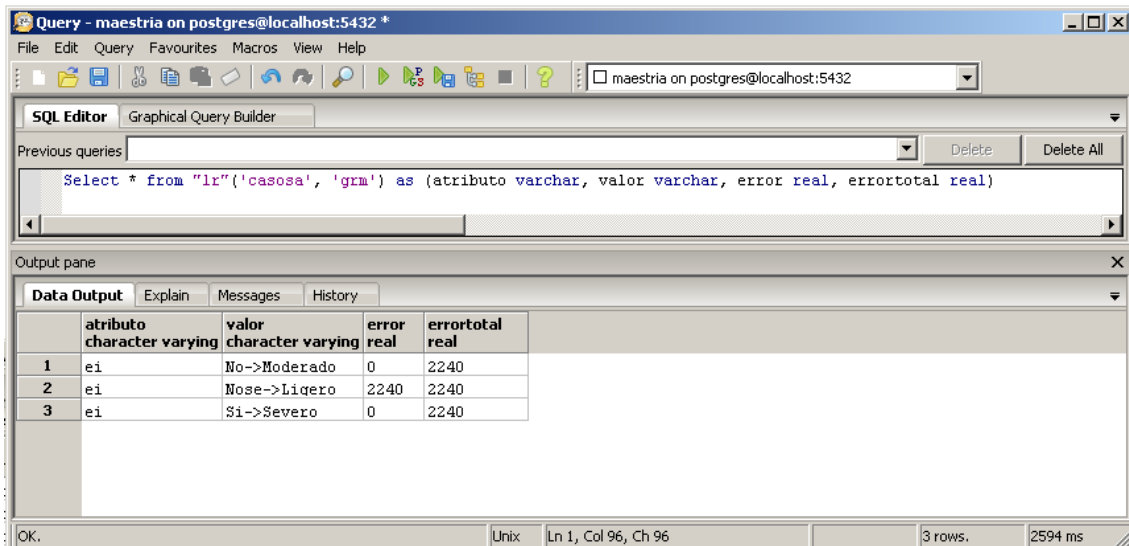 Query - maestria on postgres@localhost:5432 *
File Edit Query Favourites Macros View Help
maestria on postgres@localhost:5432
SQL Editor Graphical Query Builder
Previous queries Delete Delete All
Select * from "lr"('casosa', 'grm') as (atributo varchar, valor varchar, error real, errortotal real)
Output pane
Data Output Explain Messages History
atributo valor error errortotal
character varying character varying real real
1 ei No->Moderado 0 2240
2 ei Nose->Ligero 2240 2240
3 ei Si->Severo 0 2240
OK. Unix Ln 1, Col 96, Ch 96 3 rows. 2594 ms